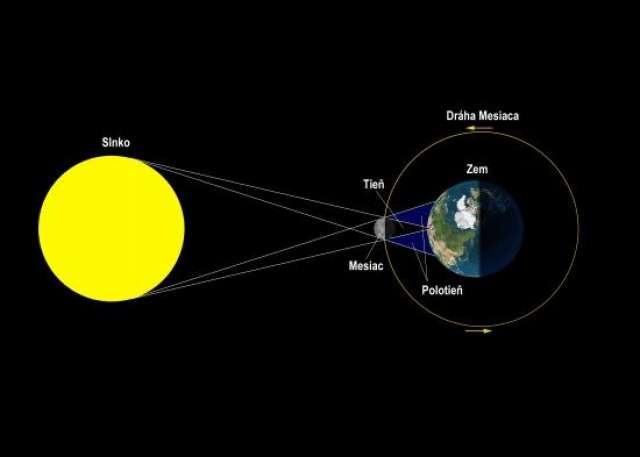 Dráha Mesiaca
Slnko
Zem
Tieň
Mesiac
Polotieň